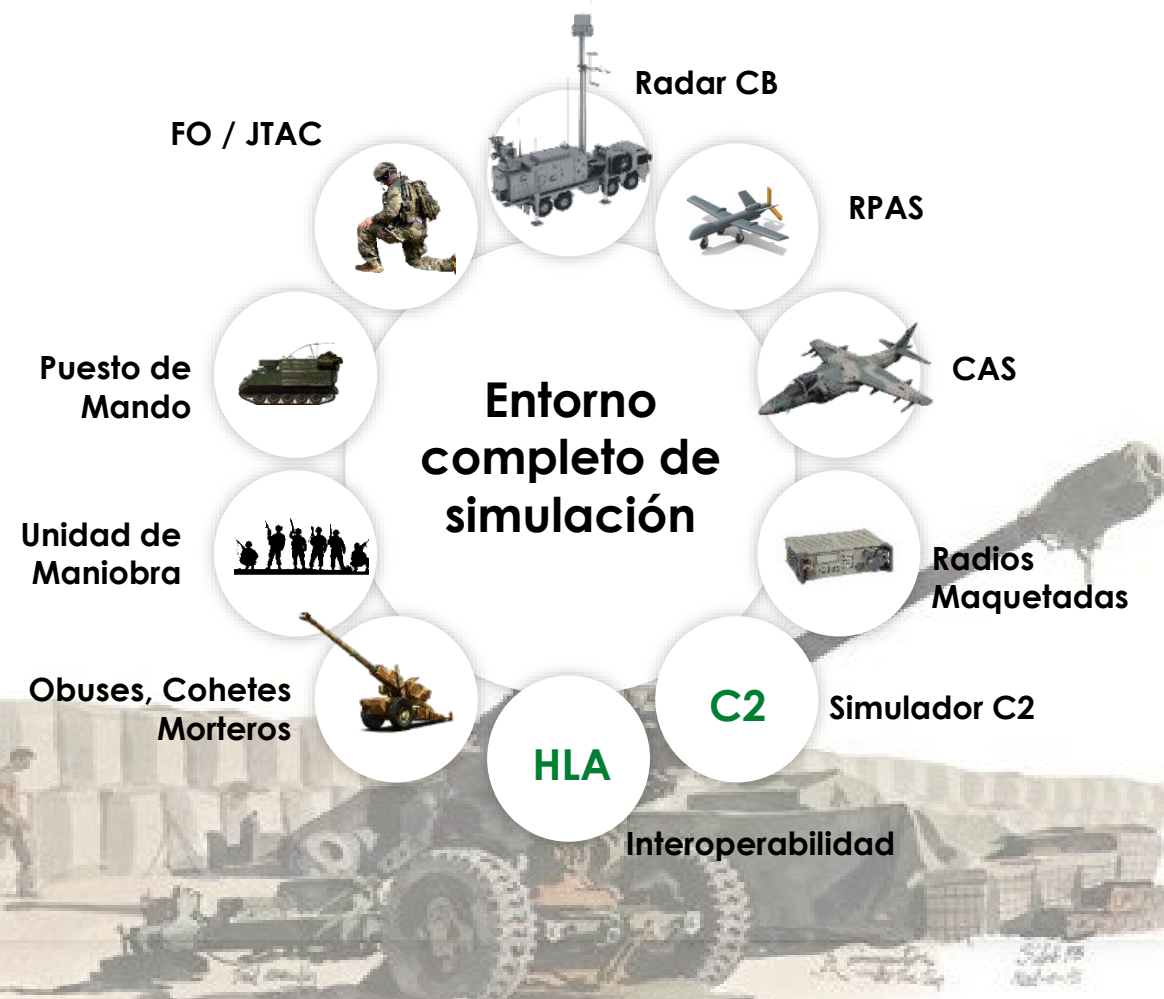 Radar CB
FO / JTAC
RPAS
Puesto de
Mando
CAS
Entorno
completo de
simulación
Unidad de
Maniobra
Radios
Maquetadas
Obuses, Cohetes
Morteros
C2
Simulador C2
HLA
Interoperabilidad